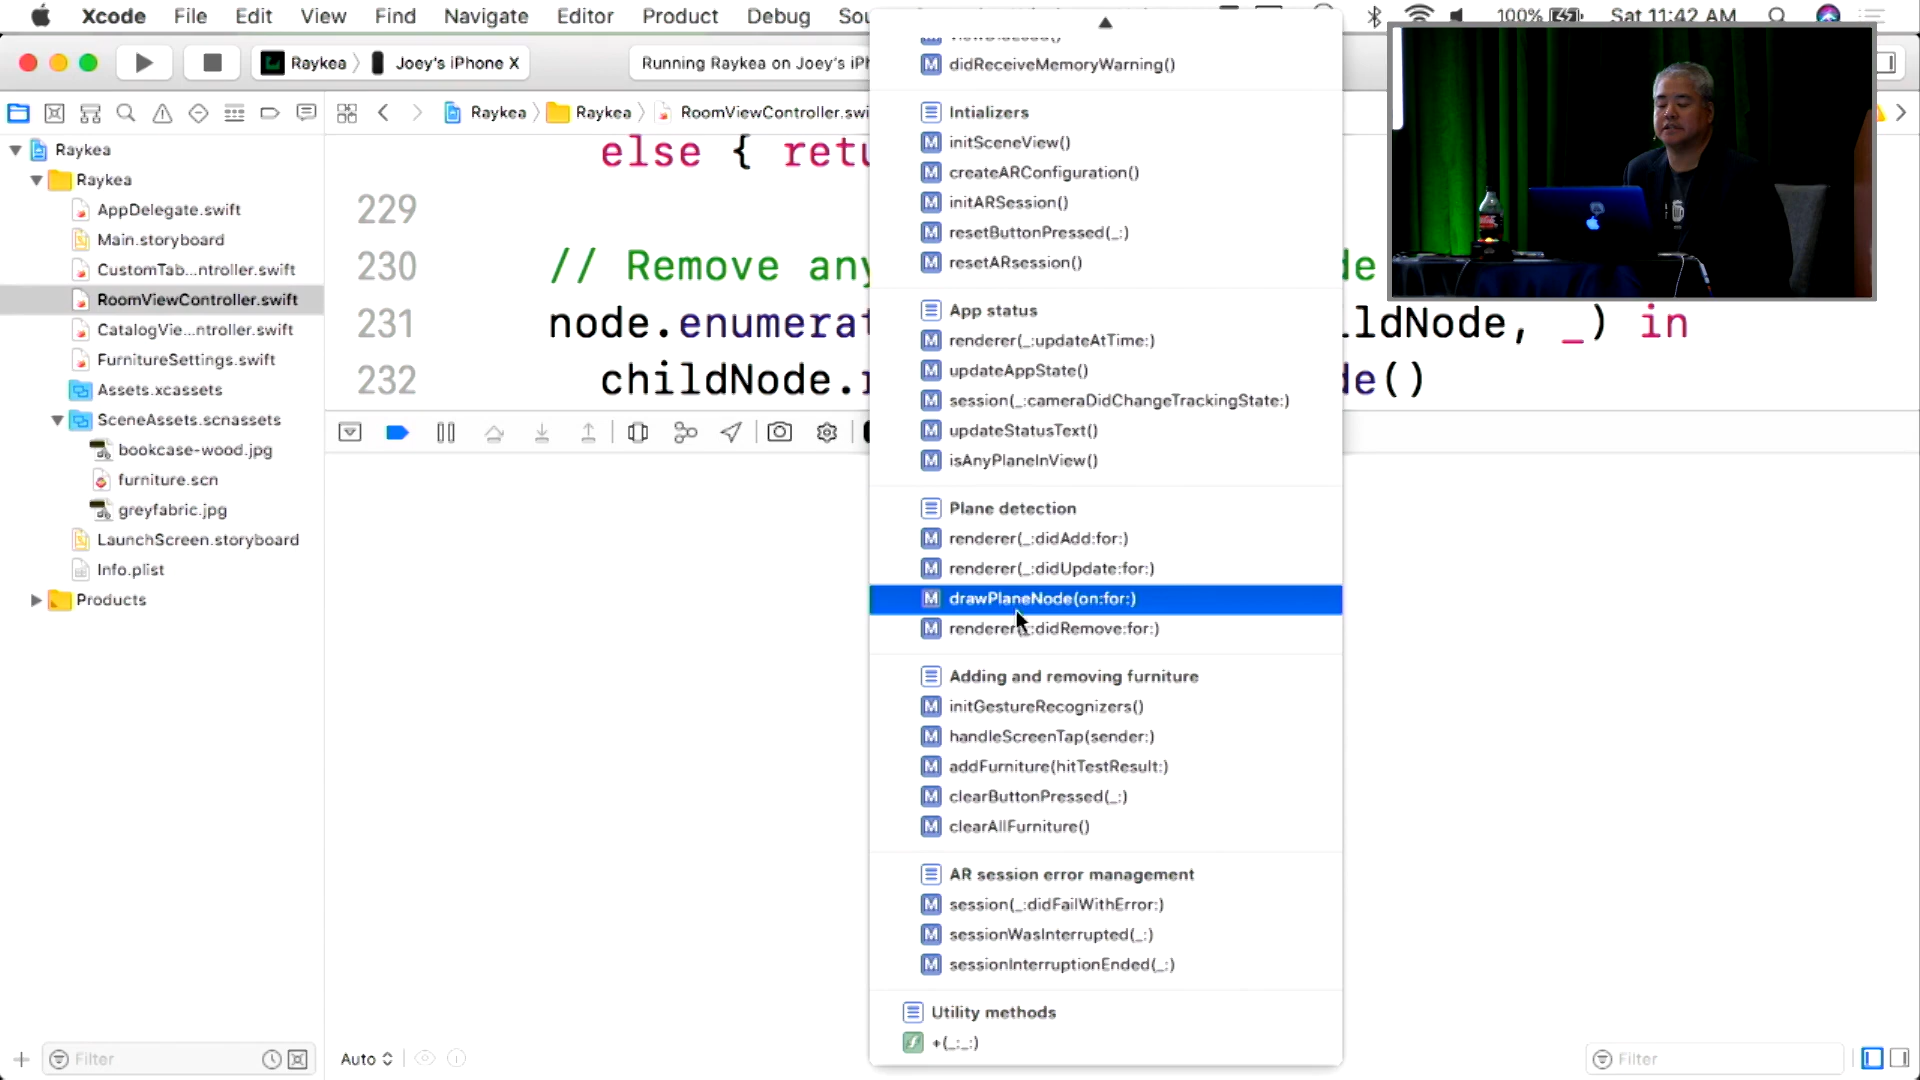 Xcode File Edit View Find Navigate Editor Product Debug Sou 100% Sat 11:42 AM
Raykea Joey's iPhone X Running Raykea on Joey's iPh
Raykea Raykea RoomViewController.swi
Raykea
Raykea
AppDelegate.swift
Main.storyboard
CustomTab...ntroller.swift
RoomViewController.swift
CatalogVie...ntroller.swift
FurnitureSettings.swift
Assets.xcassets
SceneAssets.scnassets
bookcase-wood.jpg
furniture.scn
greyfabric.jpg
LaunchScreen.storyboard
Info.plist
Products
Filter
else { retu
229
230 // Remove any de
231 node.enumerat ildNode, _) in
232 childNode.r de()
didReceiveMemoryWarning()
Intializers
initSceneView()
createARConfiguration()
initARSession()
resetButtonPressed(_:)
resetARsession()
App status
renderer(_:updateAtTime:)
updateAppState()
session(_:cameraDidChangeTrackingState:)
updateStatusText()
isAnyPlaneInView()
Plane detection
renderer(_:didAdd:for:)
renderer(_:didUpdate:for:)
drawPlaneNode(on:for:)
renderer(_:didRemove:for:)
Adding and removing furniture
initGestureRecognizers()
handleScreenTap(sender:)
addFurniture(hitTestResult:)
clearButtonPressed(_:)
clearAllFurniture()
AR session error management
session(_:didFailWithError:)
sessionWasInterrupted(_:)
sessionInterruptionEnded(_:)
Utility methods
+(_:_:)
Auto
Filter